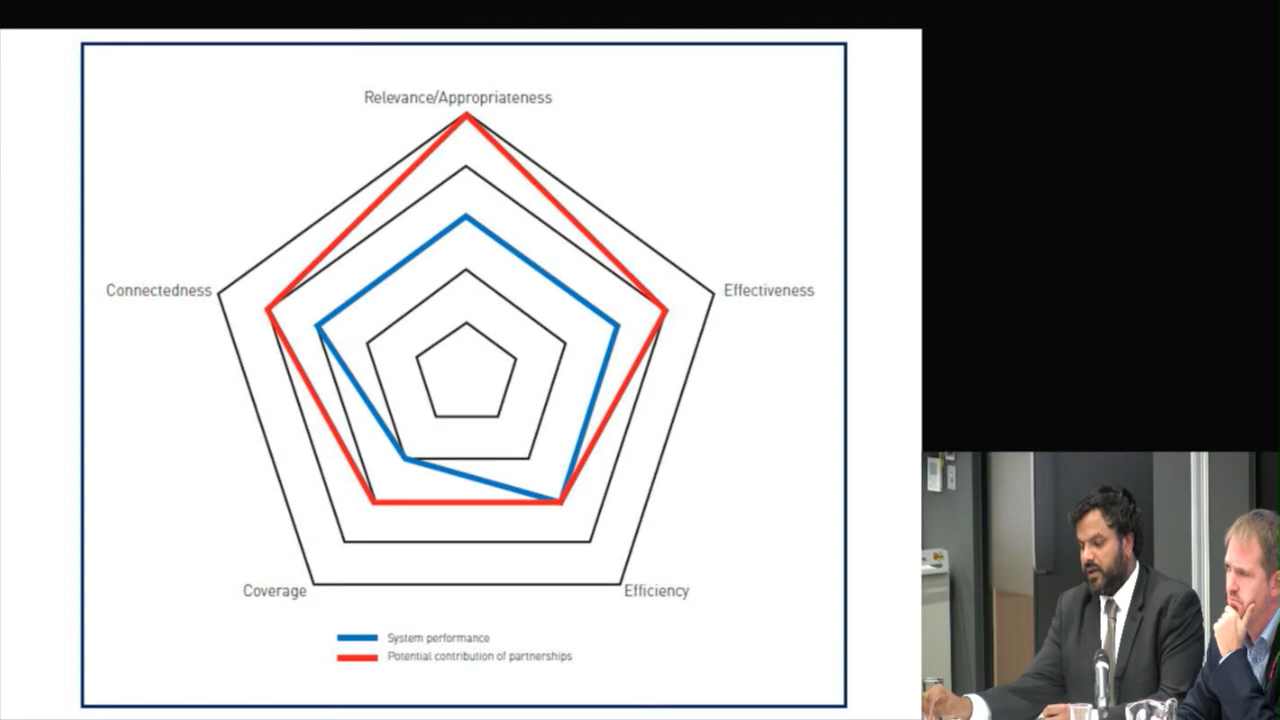 Relevance/Appropriateness
Connectedness
Effectiveness
Coverage
Efficiency
System performance
Potential contribution of partnerships